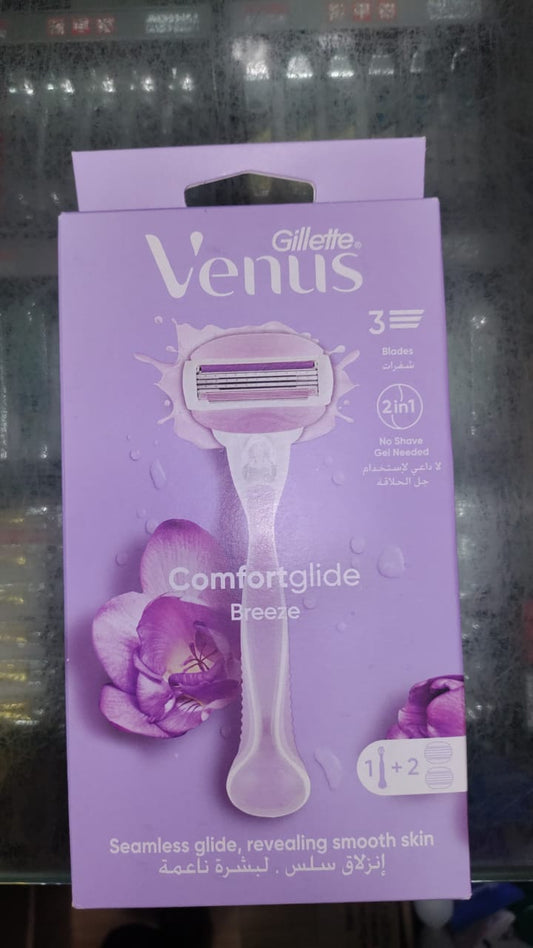 Gillette®
Venus
3
Blades
شفرات
2in1
No Shave
Gel Needed
لا داعي لإستخدام
جل الحلاقة
Comfortglide
Breeze
1 + 2
Seamless glide, revealing smooth skin
إنزلاق سلس . لبشرة ناعمة